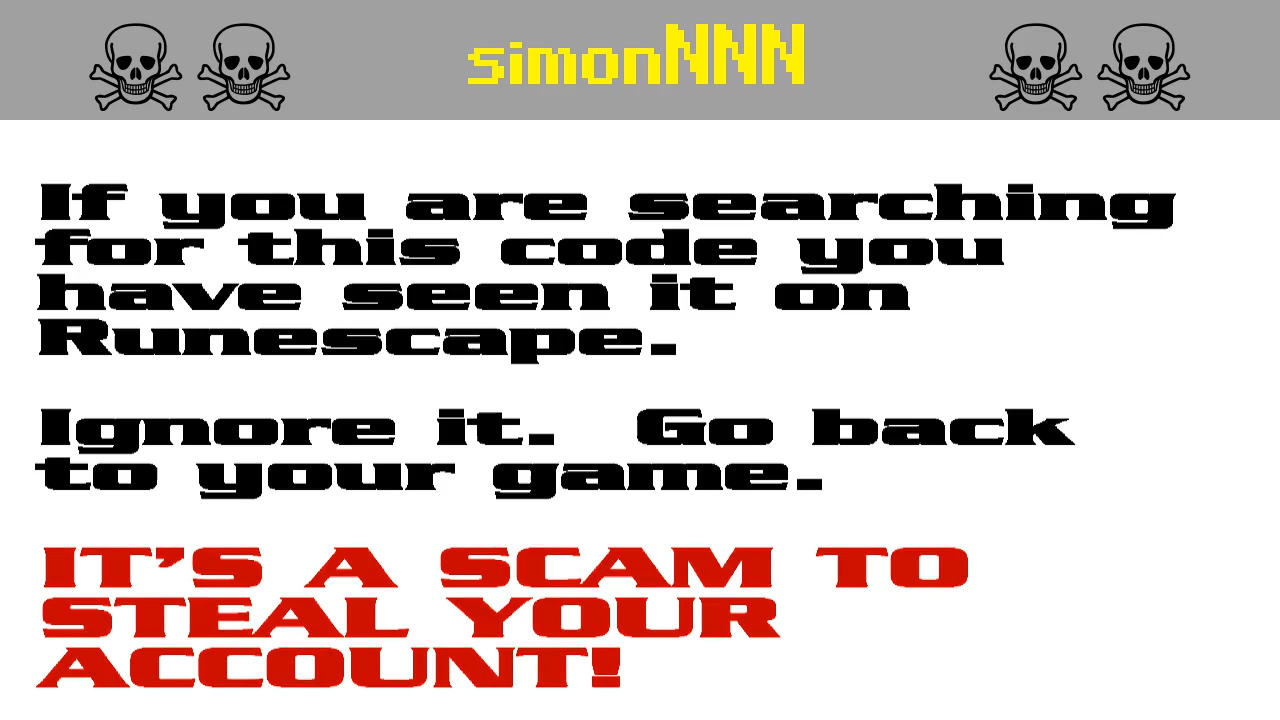 simonNNN
If you are searching
for this code you
have seen it on
Runescape.
Ignore it. Go back
to your game.
IT'S A SCAM TO
STEAL YOUR
ACCOUNT!